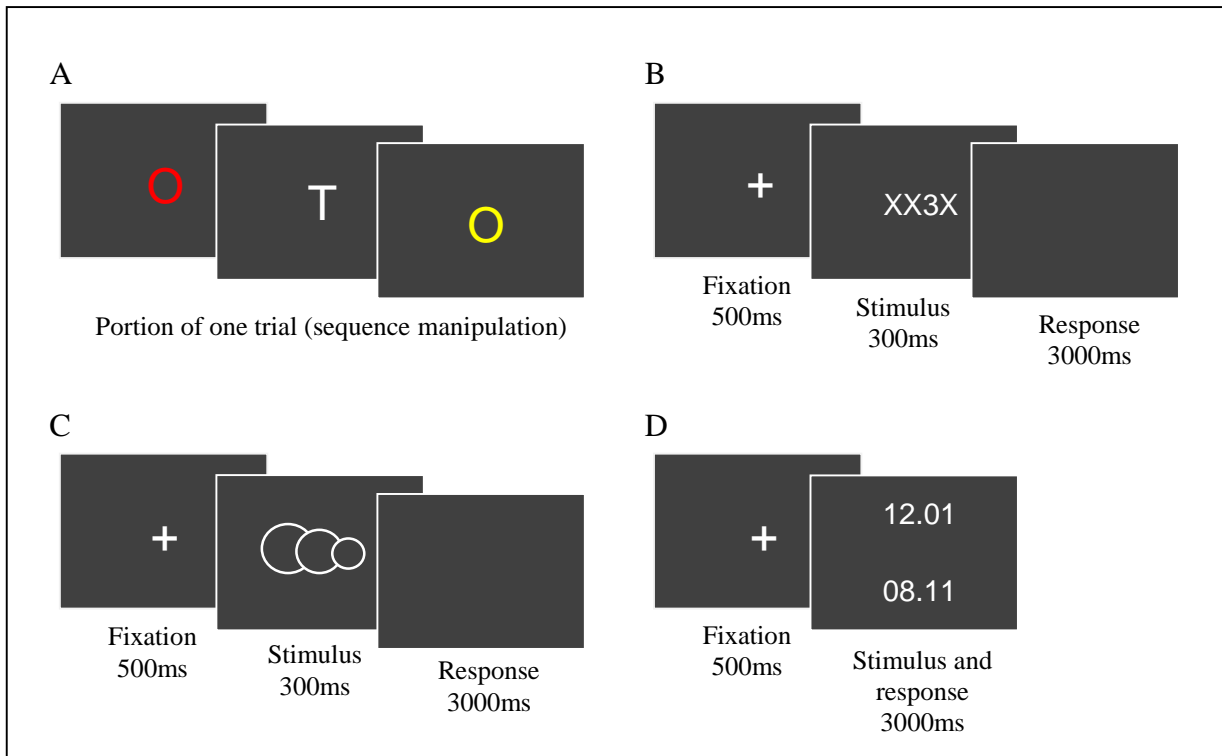 A
O
T
O
Portion of one trial (sequence manipulation)
B
+
XX3X
Fixation
500ms
Stimulus
300ms
Response
3000ms
C
+
Fixation
500ms
Stimulus
300ms
Response
3000ms
D
+
12.01
08.11
Fixation
500ms
Stimulus and
response
3000ms